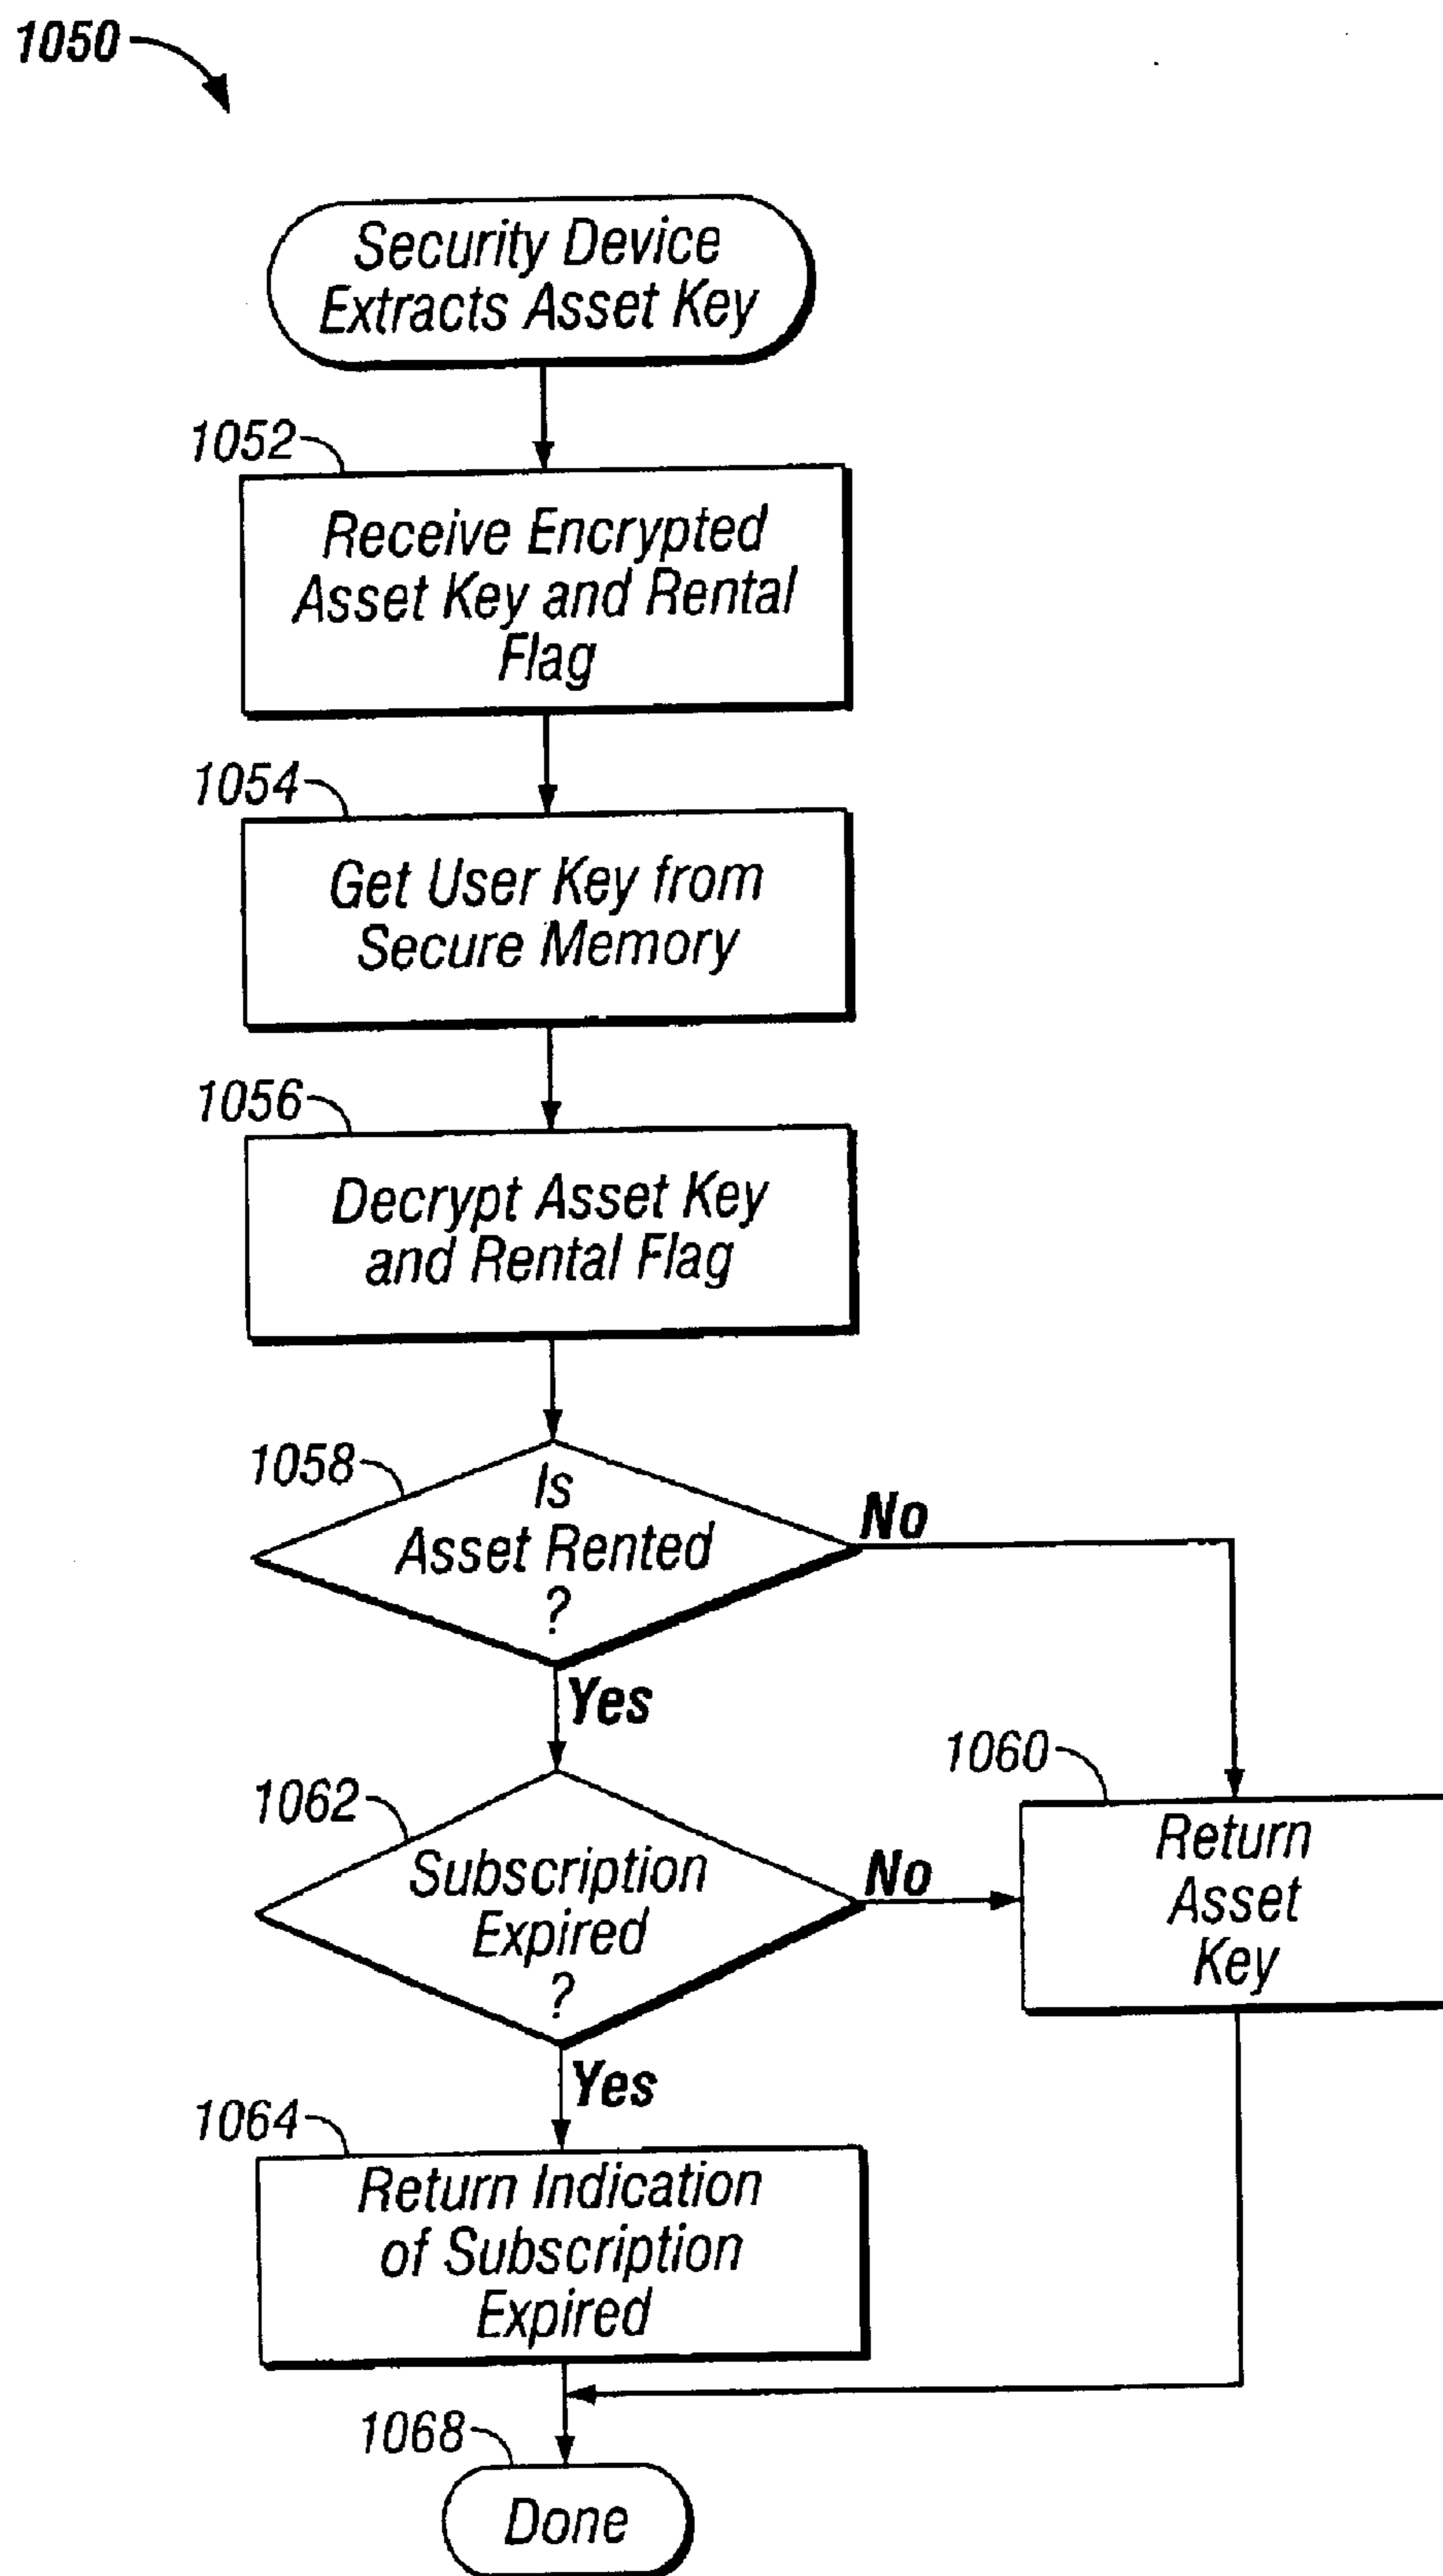 1050
Security Device
Extracts Asset Key
1052
Receive Encrypted
Asset Key and Rental
Flag
1054
Get User Key from
Secure Memory
1056
Decrypt Asset Key
and Rental Flag
1058
Is
Asset Rented
?
No
Yes
1060
Return
Asset
Key
1062
Subscription
Expired
?
No
Yes
1064
Return Indication
of Subscription
Expired
1068
Done